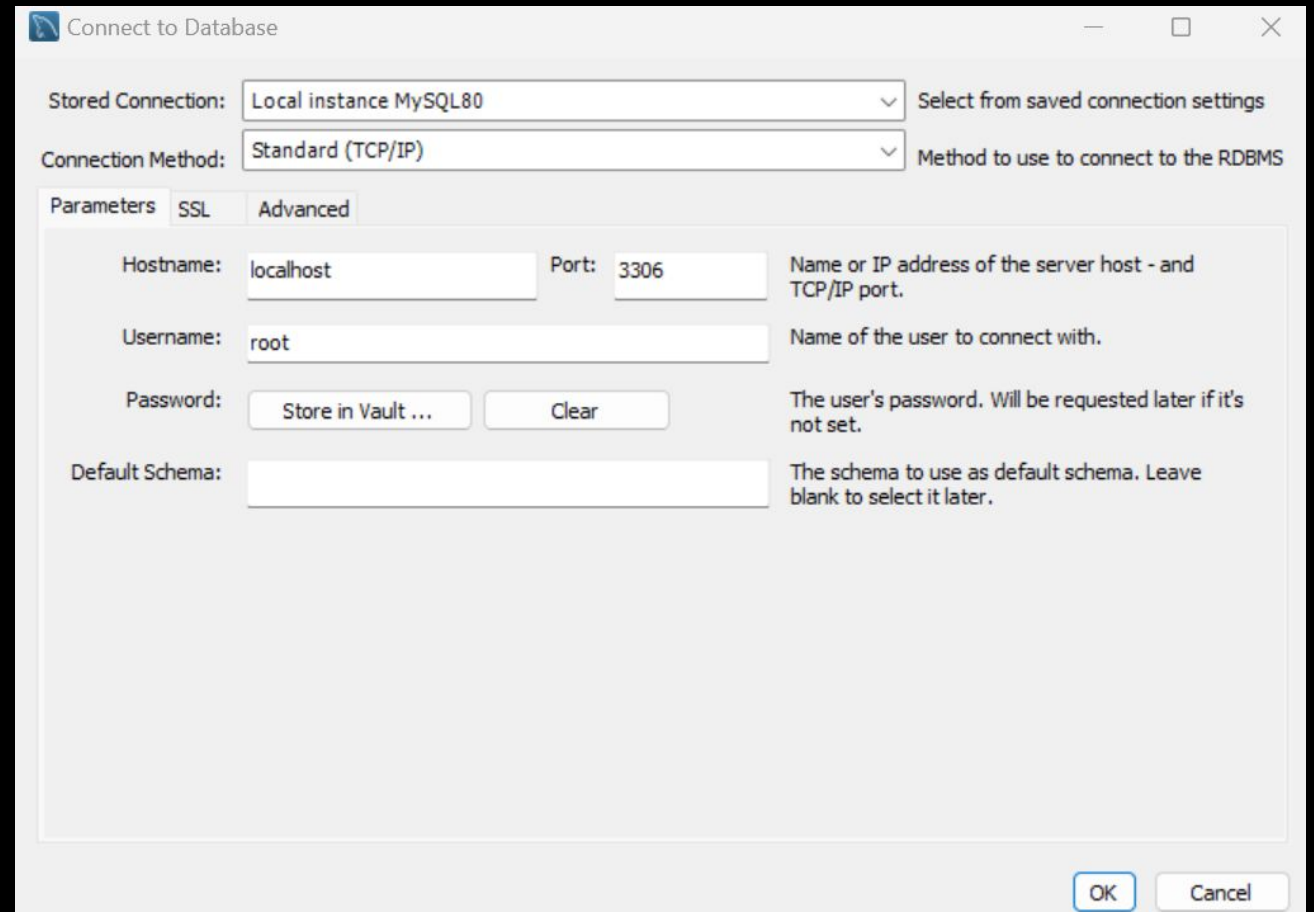 Connect to Database
Stored Connection: Local instance MySQL80 Select from saved connection settings
Connection Method: Standard (TCP/IP) Method to use to connect to the RDBMS
Parameters SSL Advanced
Hostname: localhost Port: 3306 Name or IP address of the server host - and
TCP/IP port.
Username: root Name of the user to connect with.
Password: Store in Vault ... Clear The user's password. Will be requested later if it's
not set.
Default Schema: The schema to use as default schema. Leave
blank to select it later.
OK Cancel